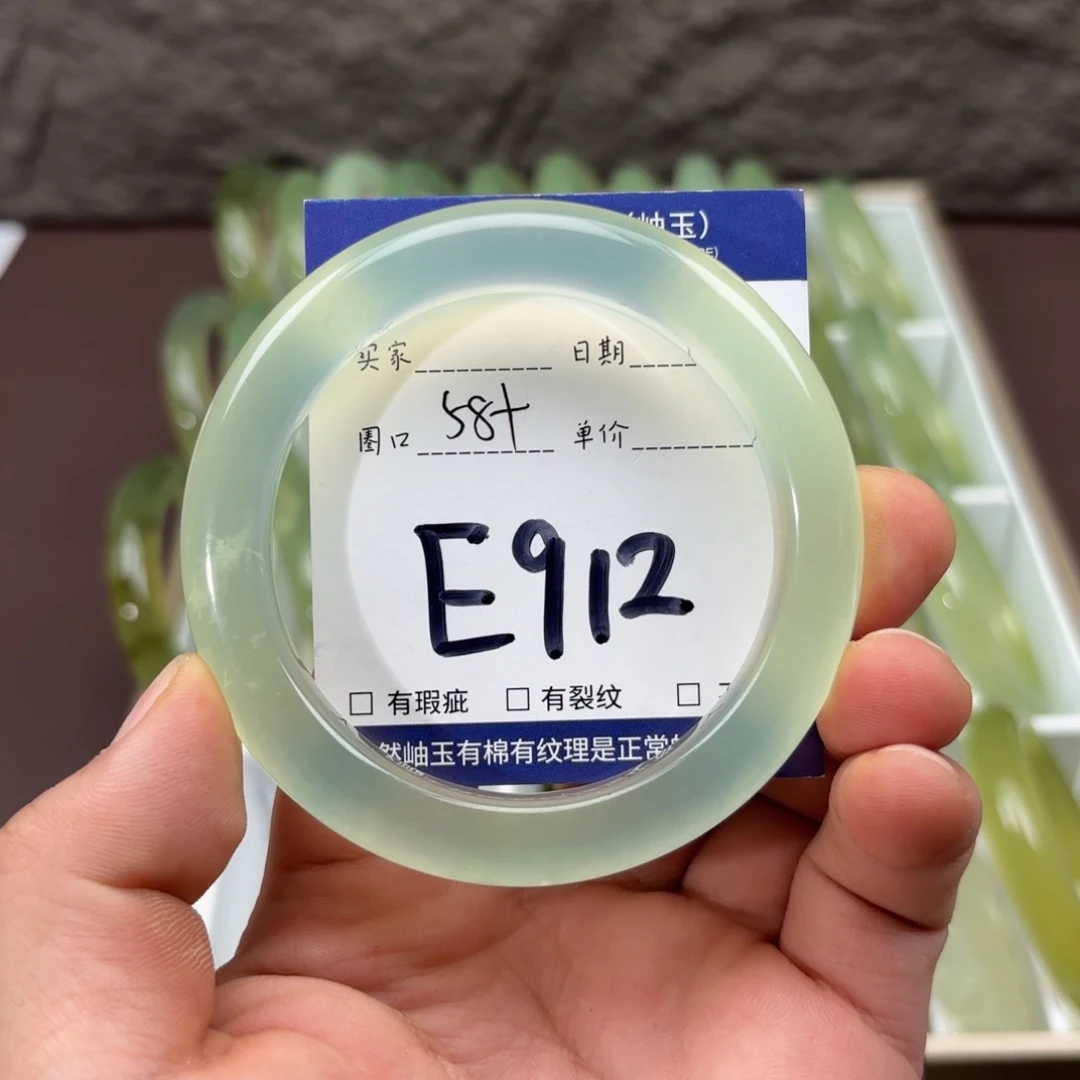 (岫玉)
买家 日期
圈口 58+ 单价
E912
□ 有瑕疵 □ 有裂纹 □
然岫玉有棉有纹理是正常